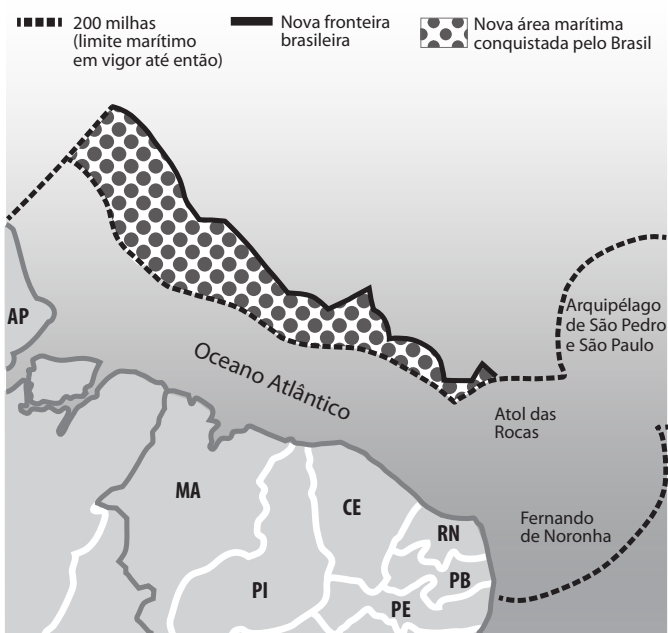 200 milhas
(limite marítimo
em vigor até então)
Nova fronteira
brasileira
Nova área marítima
conquistada pelo Brasil
AP
Arquipélago
de São Pedro
e São Paulo
Oceano Atlântico
Atol das
Rocas
MA
CE
RN
Fernando
de Noronha
PI
PB
PE